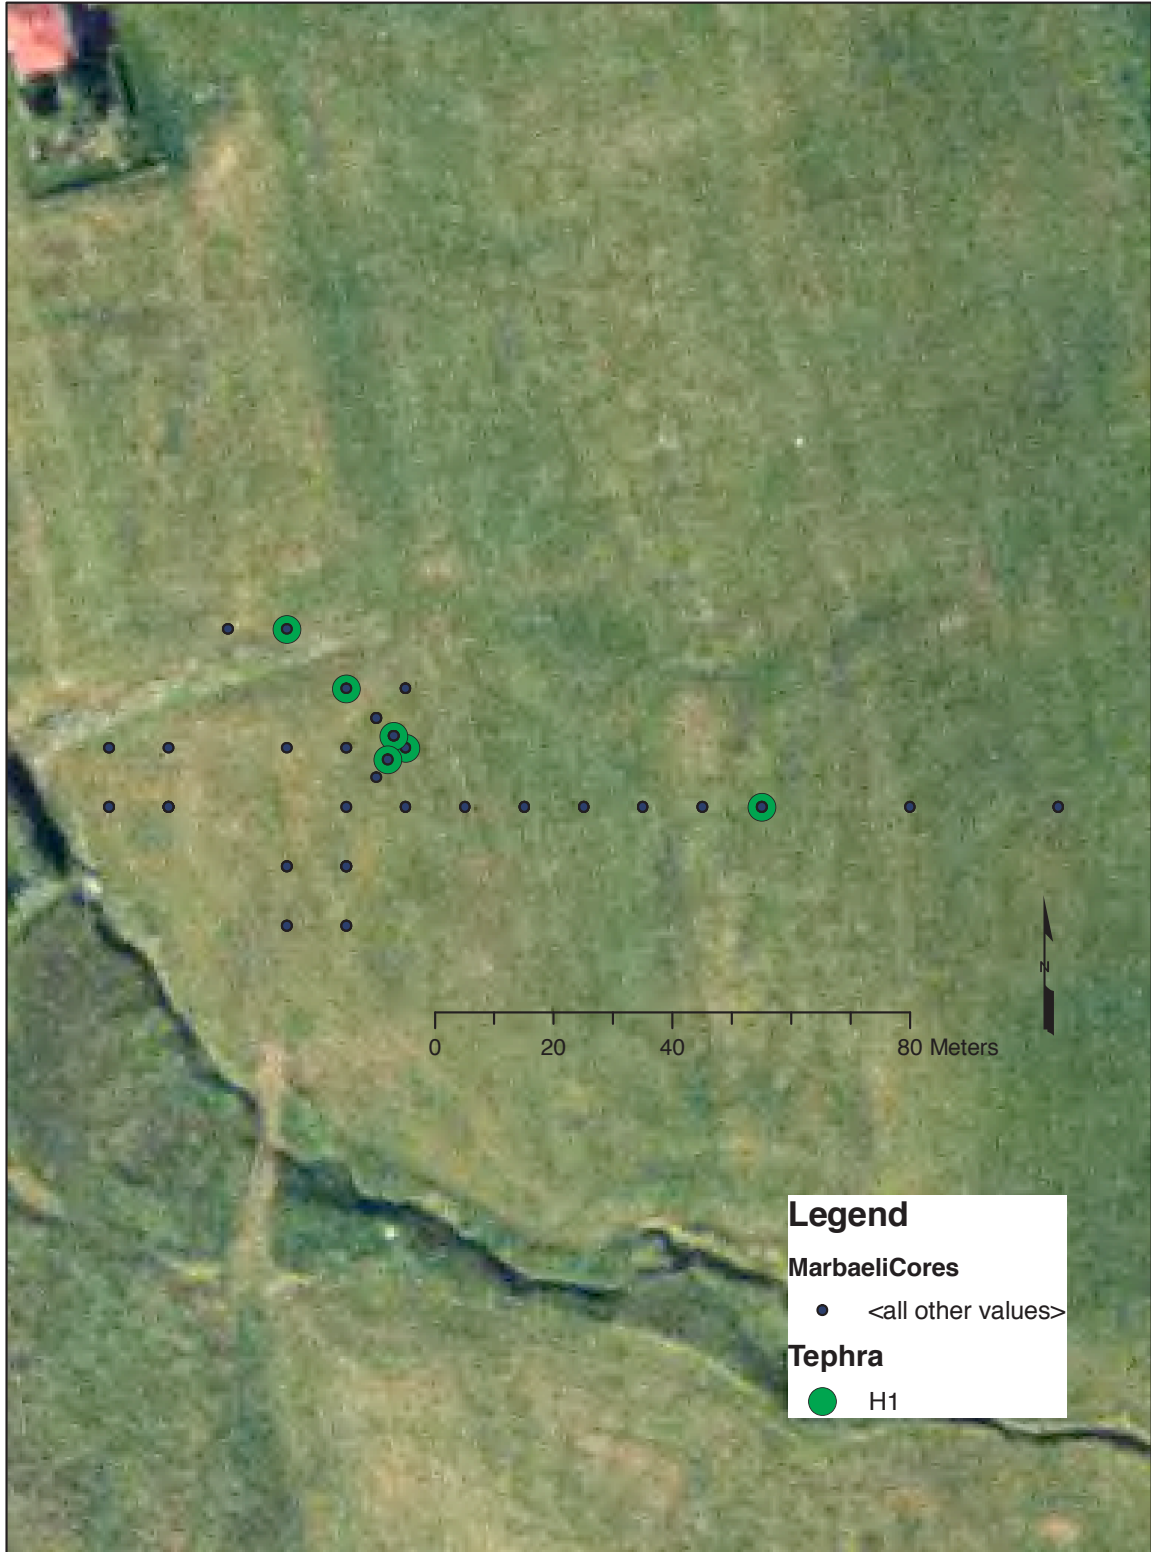 N
0 20 40 80 Meters
Legend
MarbaeliCores
<all other values>
Tephra
H1